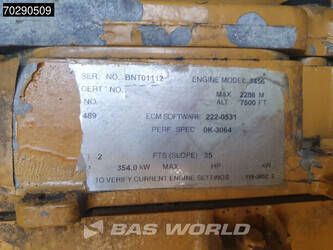 70290509
SER. NO. BNT01112 ENGINE MODEL 3456
CERT NO. MAX 2286 M
NO. ALT 7500 FT
489 ECM SOFTWARE 222-0531
PERF SPEC 0K-3064
2 FTS (SLOPE) 35
354.0 kW MAX HP kW
TO VERIFY CURRENT ENGINE SETTINGS
BAS WORLD